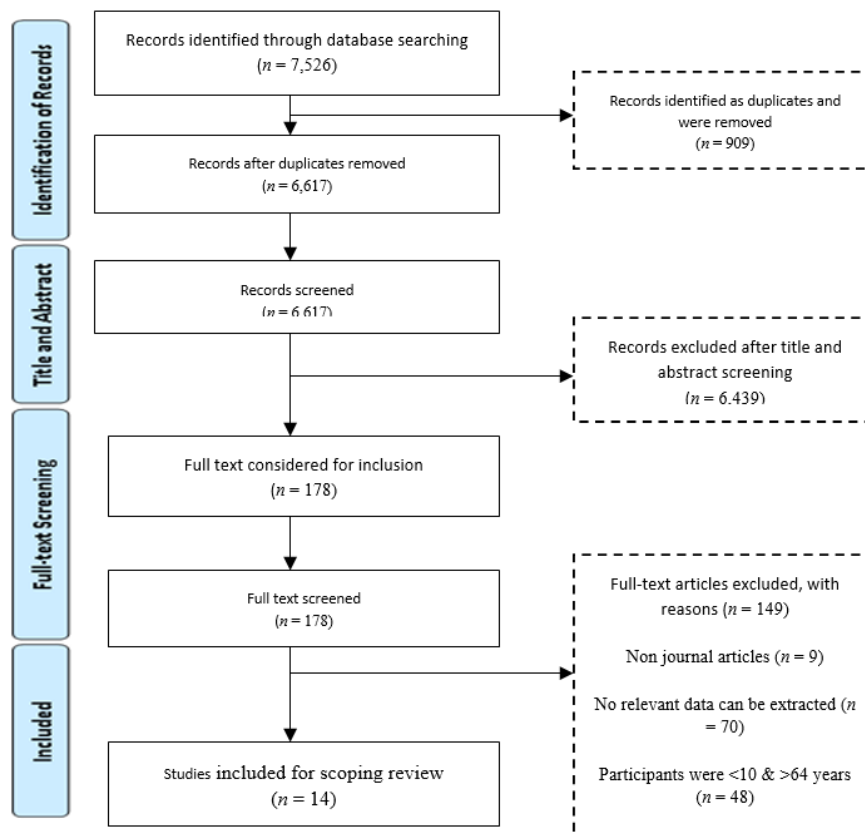 Identification of Records
Records identified through database searching
(n = 7,526)
Records identified as duplicates and
were removed
(n = 909)
Records after duplicates removed
(n = 6,617)
Title and Abstract
Records screened
(n = 6,617)
Records excluded after title and
abstract screening
(n = 6,439)
Full-text Screening
Full text considered for inclusion
(n = 178)
Full text screened
(n = 178)
Full-text articles excluded, with
reasons (n = 149)
Non journal articles (n = 9)
No relevant data can be extracted (n
= 70)
Participants were <10 & >64 years
(n = 48)
Included
Studies included for scoping review
(n = 14)